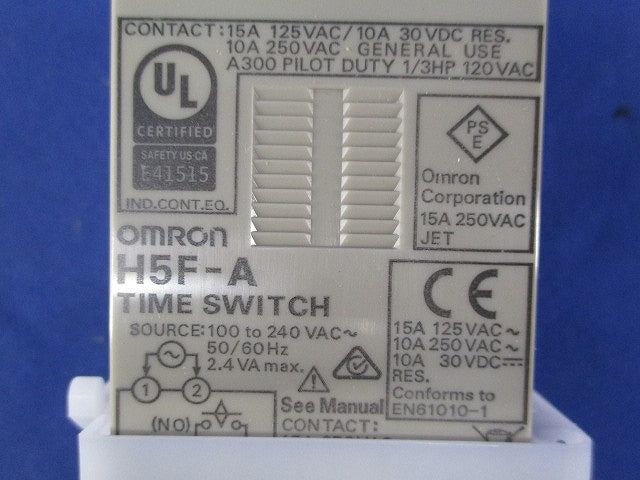 CONTACT: 15A 125VAC/10A 30VDC RES.
10A 250VAC GENERAL USE
A300 PILOT DUTY 1/3HP 120VAC
UL
CERTIFIED
SAFETY US-CA
E41515
IND.CONT.EQ.
PS
E
Omron
Corporation
15A 250VAC
JET
OMRON
H5F-A
TIME SWITCH
SOURCE: 100 to 240 VAC~
50/60Hz
2.4VA max.
1 2
(NO)
See Manual
CONTACT:
CE
15A 125VAC~
10A 250VAC~
10A 30VDC⎓
RES.
Conforms to
EN61010-1